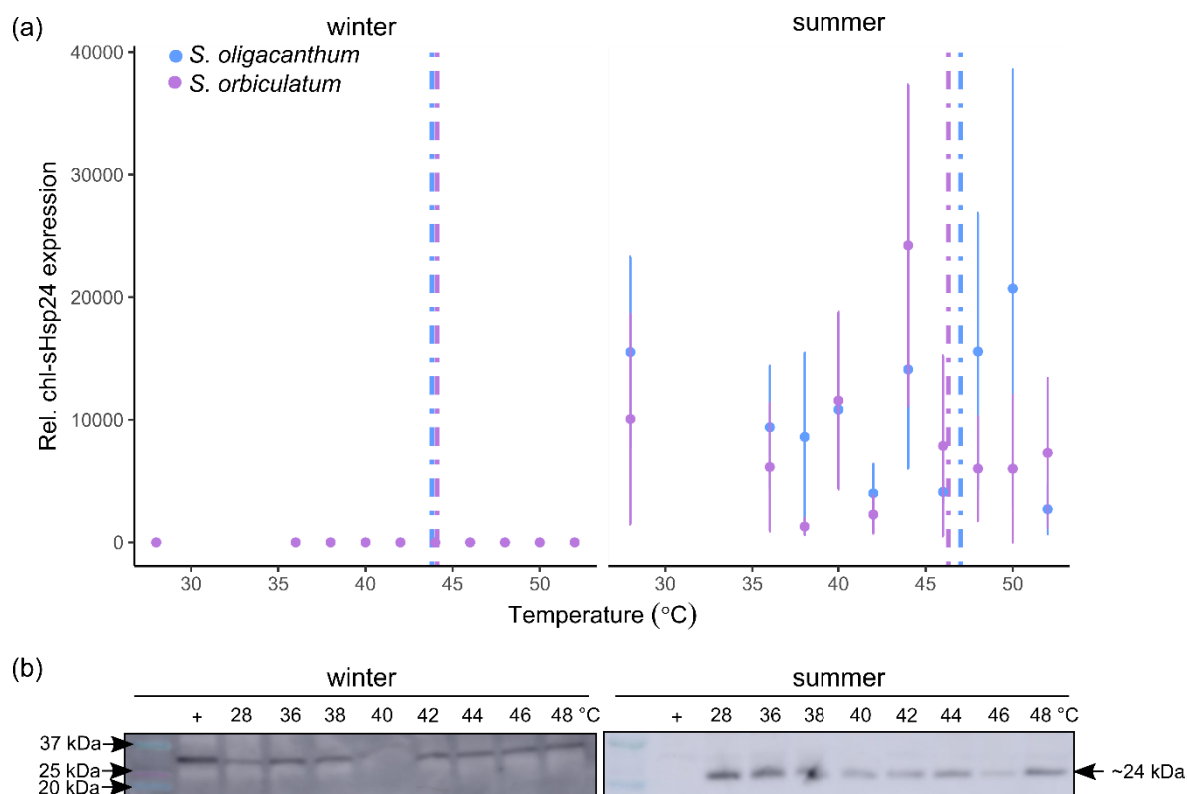 (a)
winter
summer
S. oligacanthum
S. orbiculatum
Rel. chl-sHsp24 expression
40000
30000
20000
10000
0
30 35 40 45 50
30 35 40 45 50
Temperature (°C)
(b)
winter
summer
+ 28 36 38 40 42 44 46 48 °C
+ 28 36 38 40 42 44 46 48 °C
37 kDa
25 kDa
20 kDa
~24 kDa